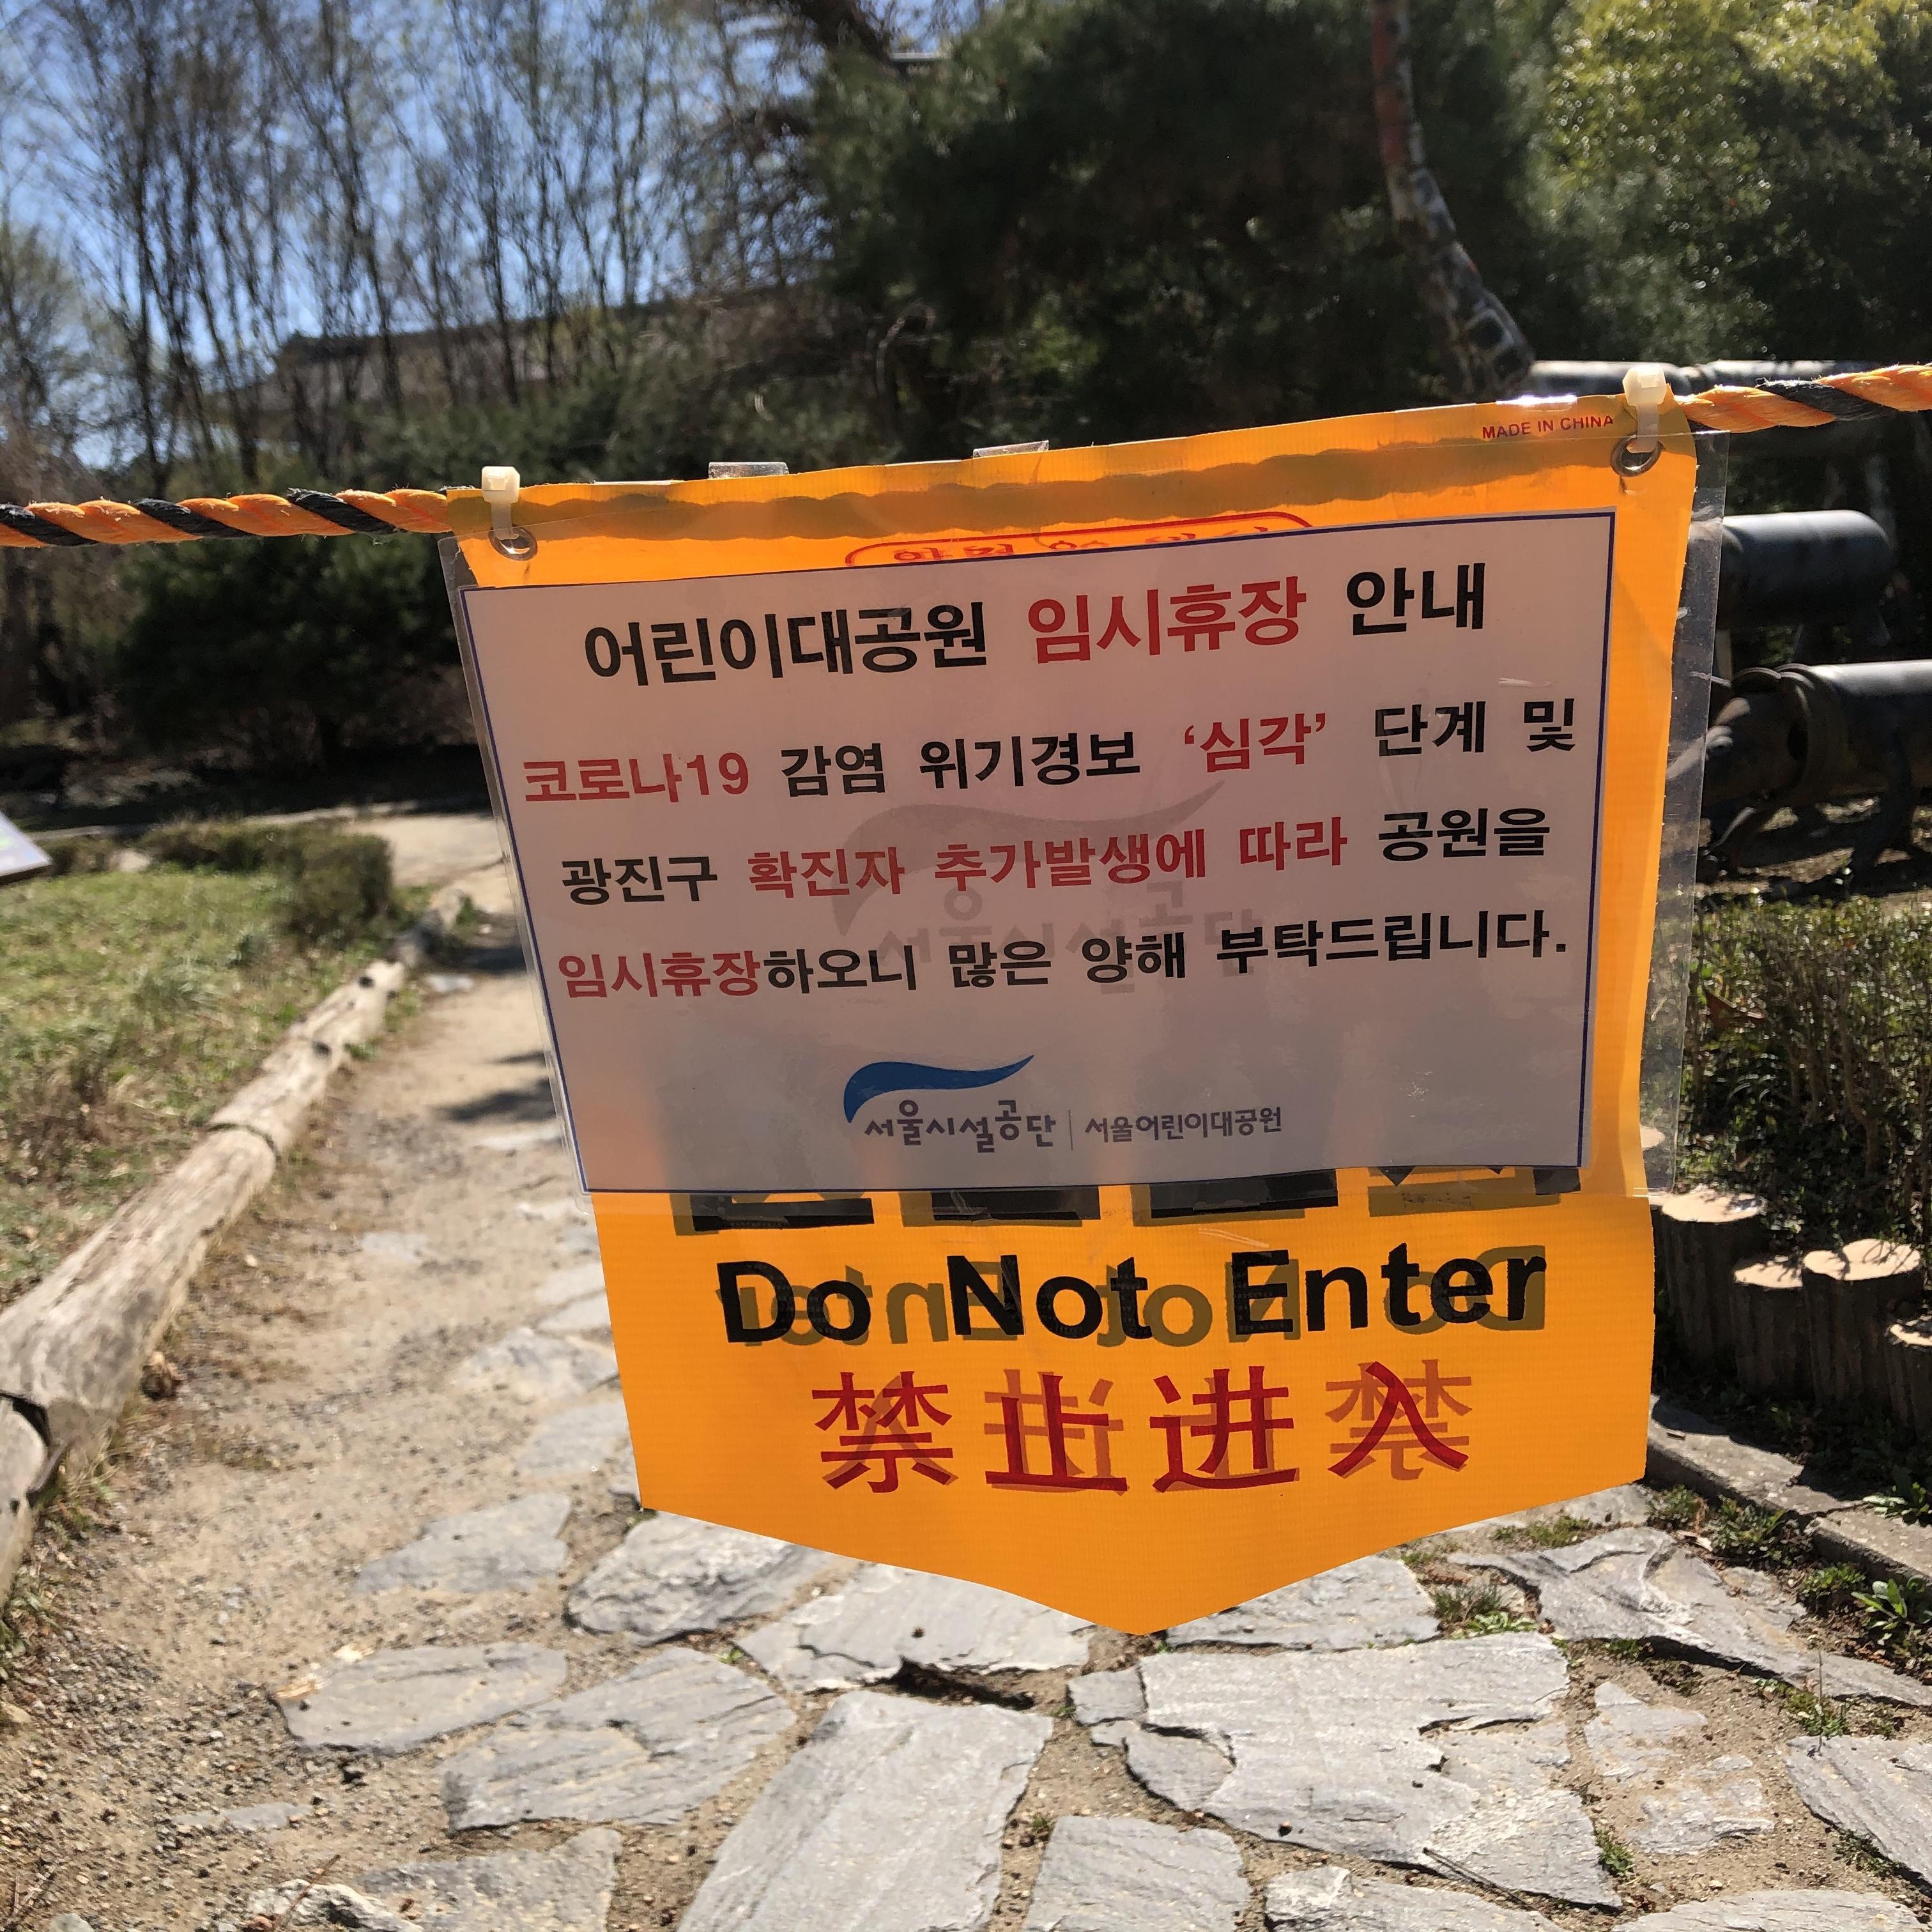 MADE IN CHINA
어린이대공원 임시휴장 안내
코로나19 감염 위기경보 ‘심각’ 단계 및
광진구 확진자 추가발생에 따라 공원을
임시휴장하오니 많은 양해 부탁드립니다.
서울시설공단 | 서울어린이대공원
Do Not Enter
禁止进入